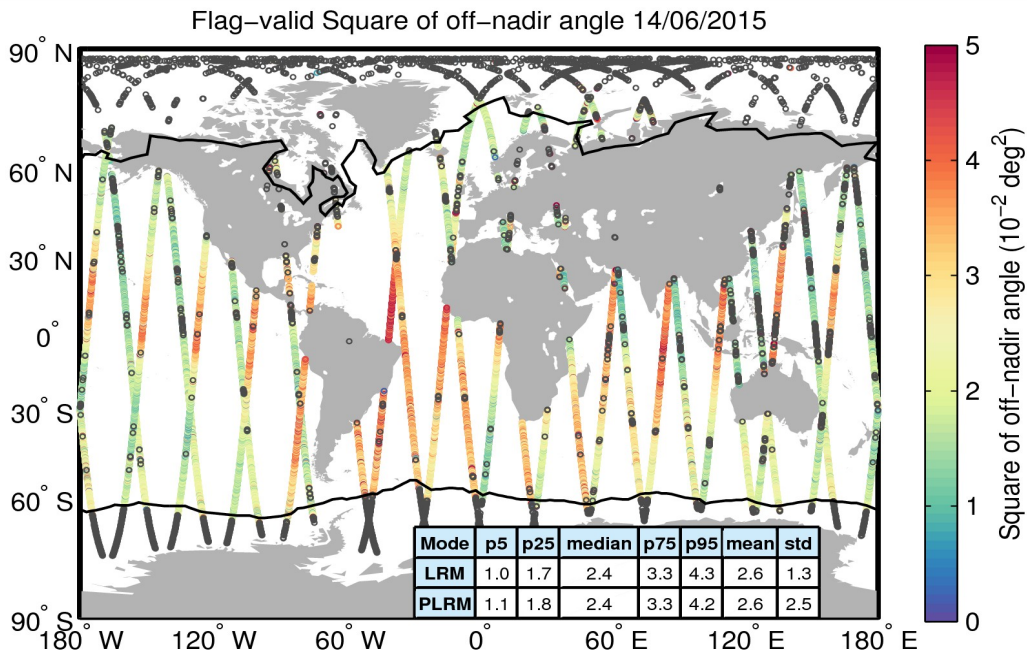 Flag−valid Square of off−nadir angle 14/06/2015
90° N
60° N
30° N
0°
30° S
60° S
90° S
180° W
120° W
60° W
0°
60° E
120° E
180° E
Mode p5 p25 median p75 p95 mean std
LRM 1.0 1.7 2.4 3.3 4.3 2.6 1.3
PLRM 1.1 1.8 2.4 3.3 4.2 2.6 2.5
5
4
3
2
1
0
Square of off−nadir angle (10⁻² deg²)